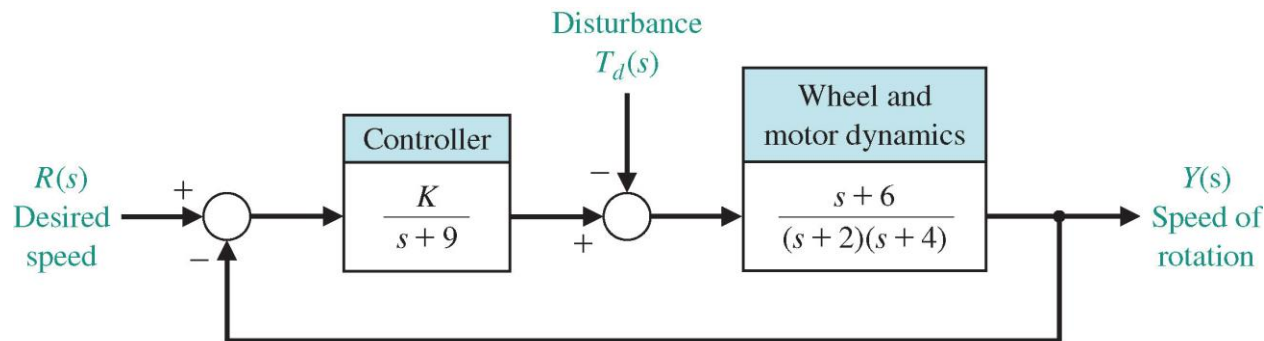 Disturbance
T_d(s)
Wheel and
motor dynamics
Controller
R(s)
Desired
speed
+
−
K
s + 9
−
+
s + 6
(s + 2)(s + 4)
Y(s)
Speed of
rotation